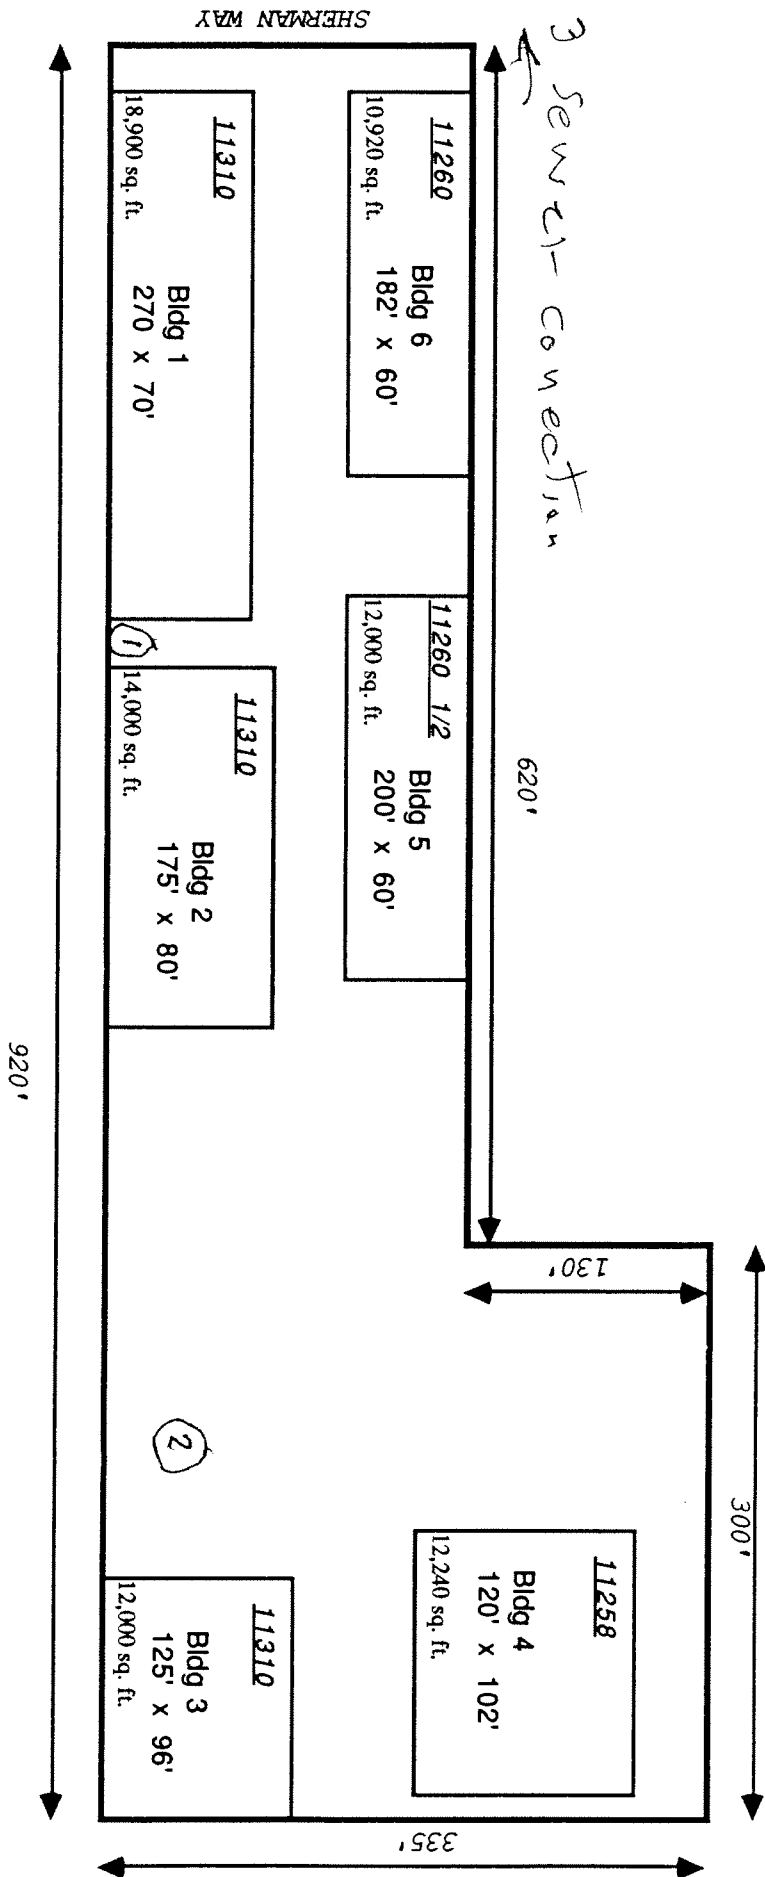 SHERMAN WAY
3 sewer conection
11260
10,920 sq. ft.
Bldg 6
182' x 60'
11260 1/2
12,000 sq. ft.
Bldg 5
200' x 60'
620'
130'
300'
11310
18,900 sq. ft.
Bldg 1
270 x 70'
1
11310
14,000 sq. ft.
Bldg 2
175' x 80'
2
11258
12,240 sq. ft.
Bldg 4
120' x 102'
11310
12,000 sq. ft.
Bldg 3
125' x 96'
335'
920'